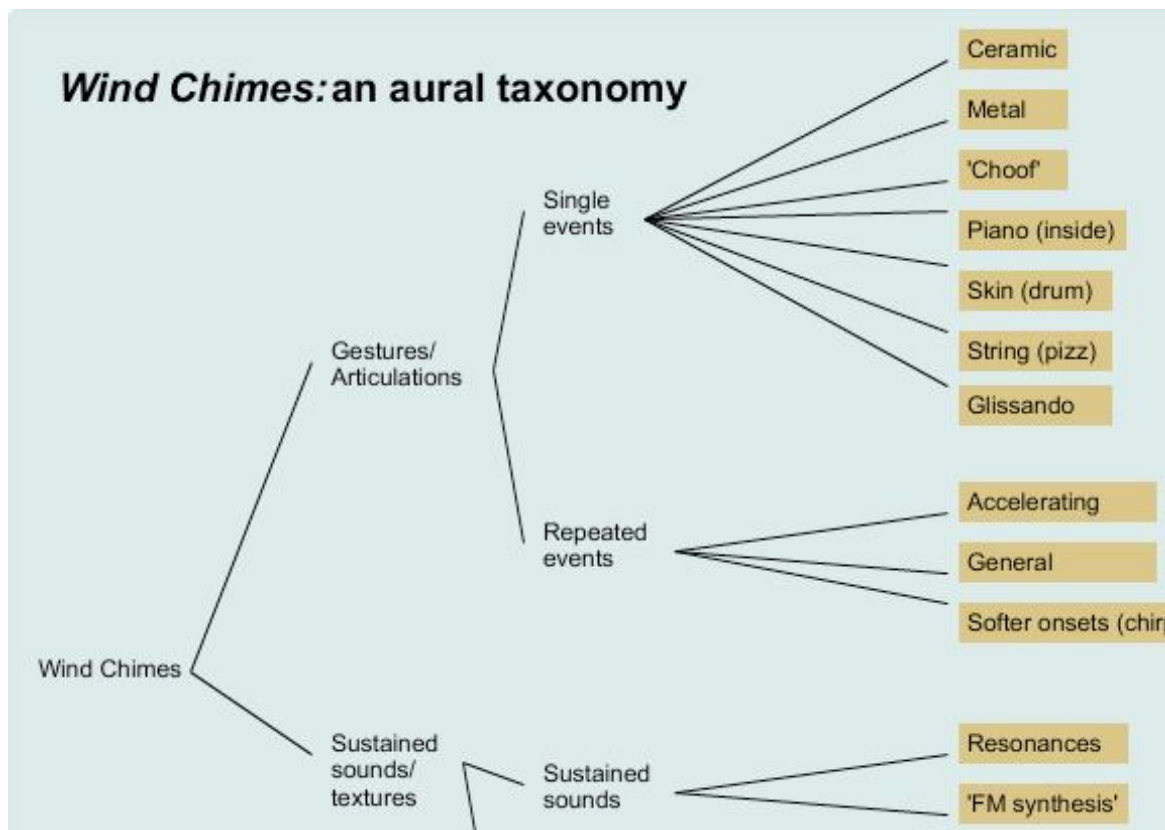 Wind Chimes: an aural taxonomy
Ceramic
Metal
'Choof'
Piano (inside)
Skin (drum)
String (pizz)
Glissando
Single
events
Gestures/
Articulations
Repeated
events
Accelerating
General
Softer onsets (chirp
Wind Chimes
Sustained
sounds/
textures
Sustained
sounds
Resonances
'FM synthesis'